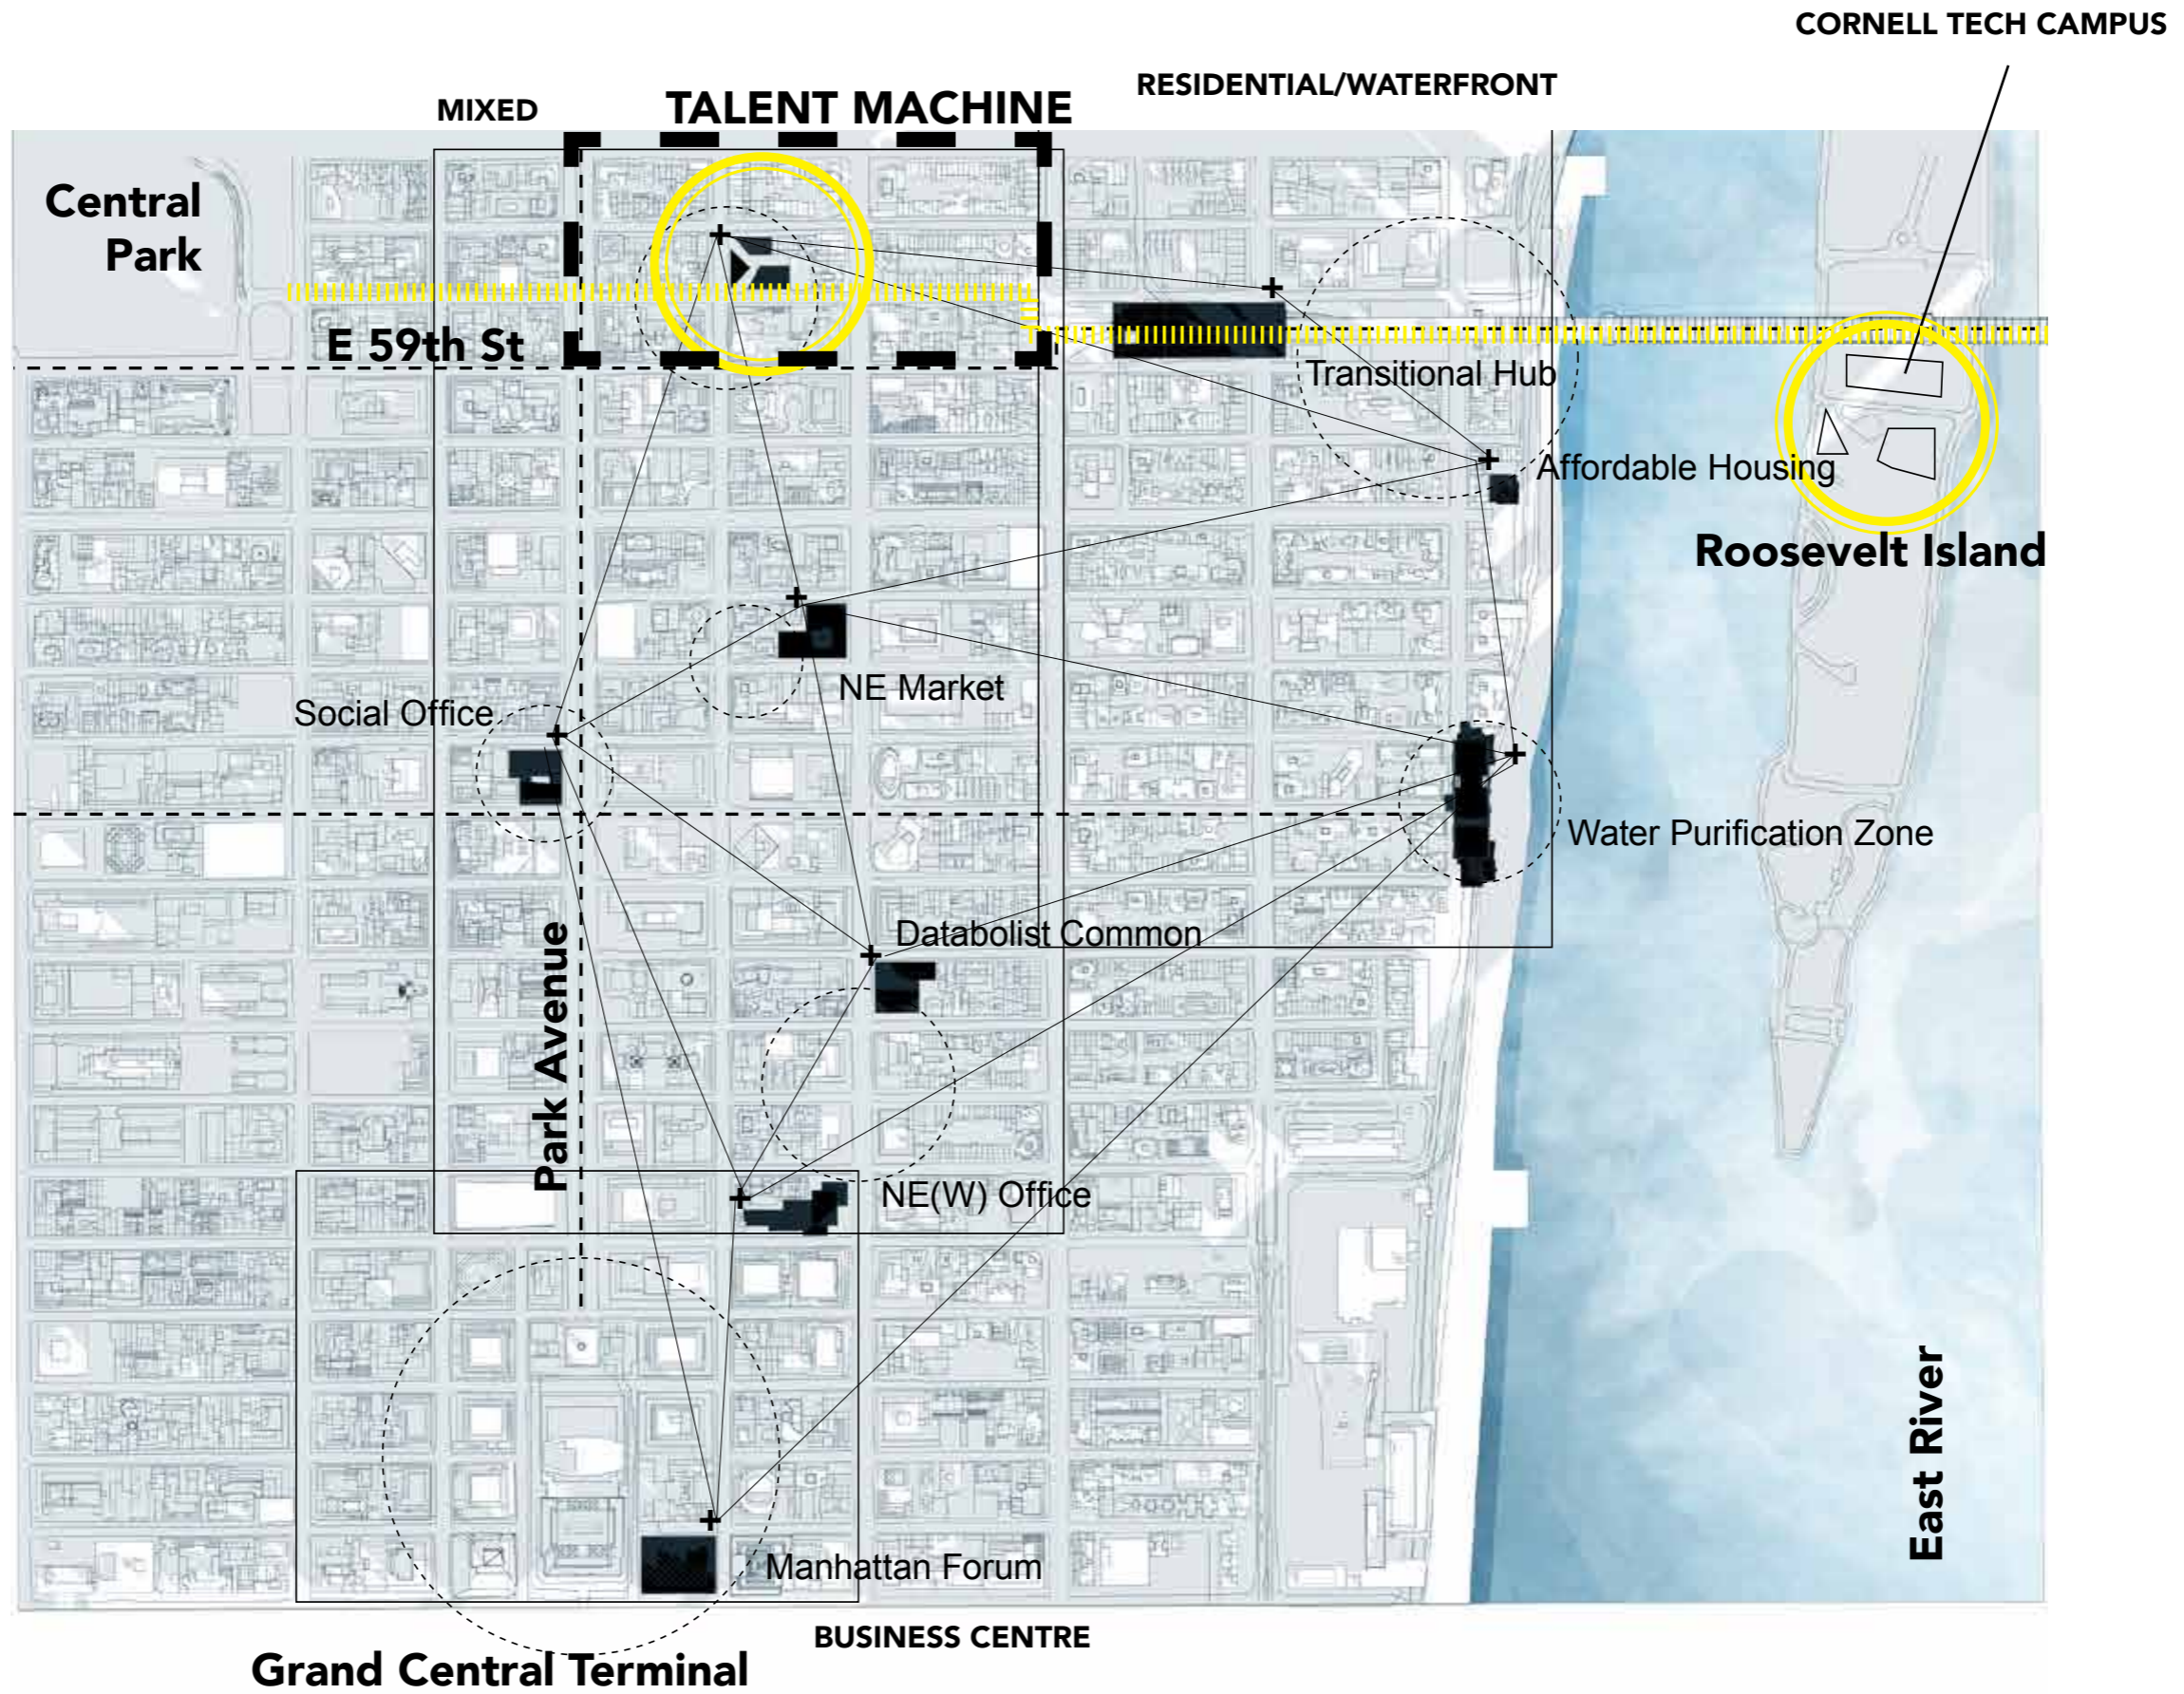 CORNELL TECH CAMPUS
RESIDENTIAL/WATERFRONT
MIXED
TALENT MACHINE
Central
Park
E 59th St
Transitional Hub
Affordable Housing
Roosevelt Island
NE Market
Social Office
Water Purification Zone
Databolist Common
Park Avenue
NE(W) Office
East River
Manhattan Forum
BUSINESS CENTRE
Grand Central Terminal